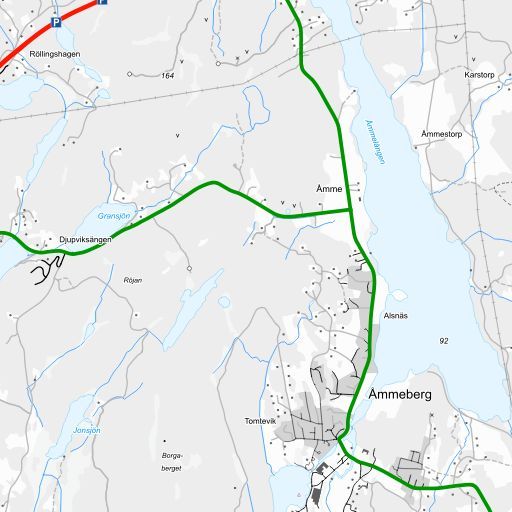 P
P
Röllingshagen
164
Karstorp
Åmmelången
Åmmestorp
Åmme
Gransjön
Djupviksängen
Röjan
Alsnäs
92
Åmmeberg
Tomtevik
Jonsjön
Borga-
berget